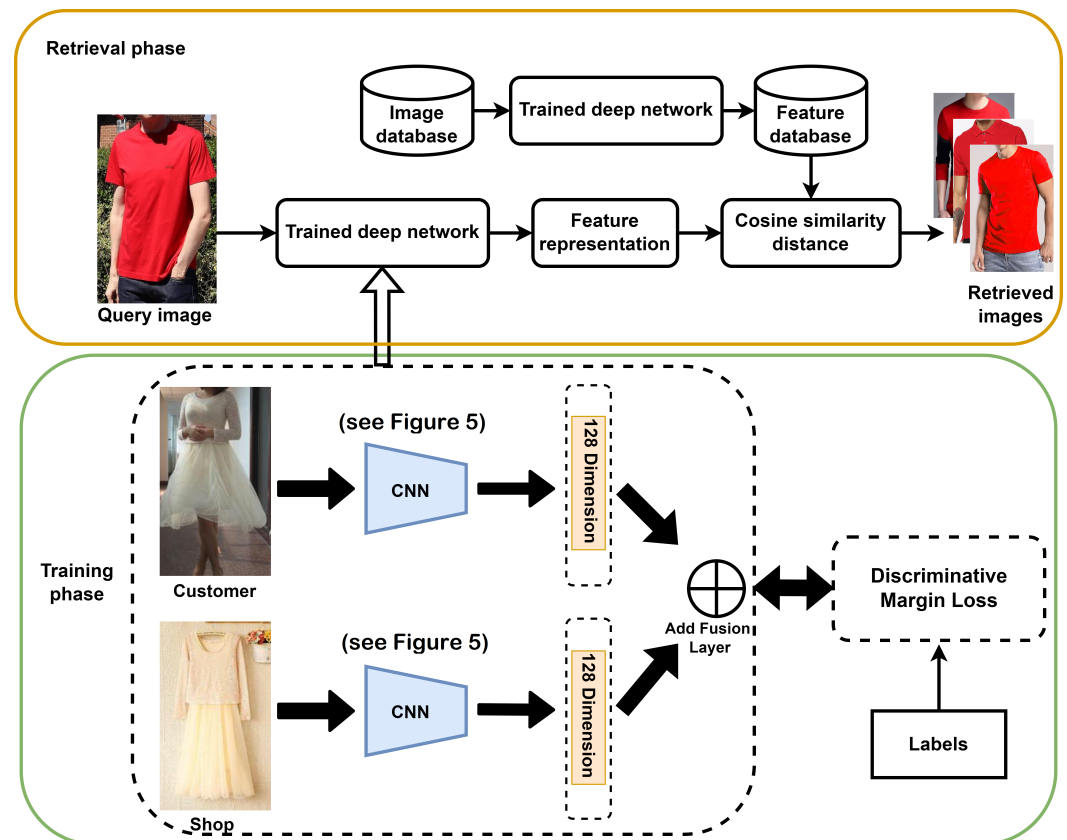 Retrieval phase
Image
database
Trained deep network
Feature
database
Trained deep network
Feature
representation
Cosine similarity
distance
Query image
Retrieved
images
(see Figure 5)
CNN
128 Dimension
Customer
Training
phase
Add Fusion
Layer
Discriminative
Margin Loss
(see Figure 5)
CNN
128 Dimension
Labels
Shop